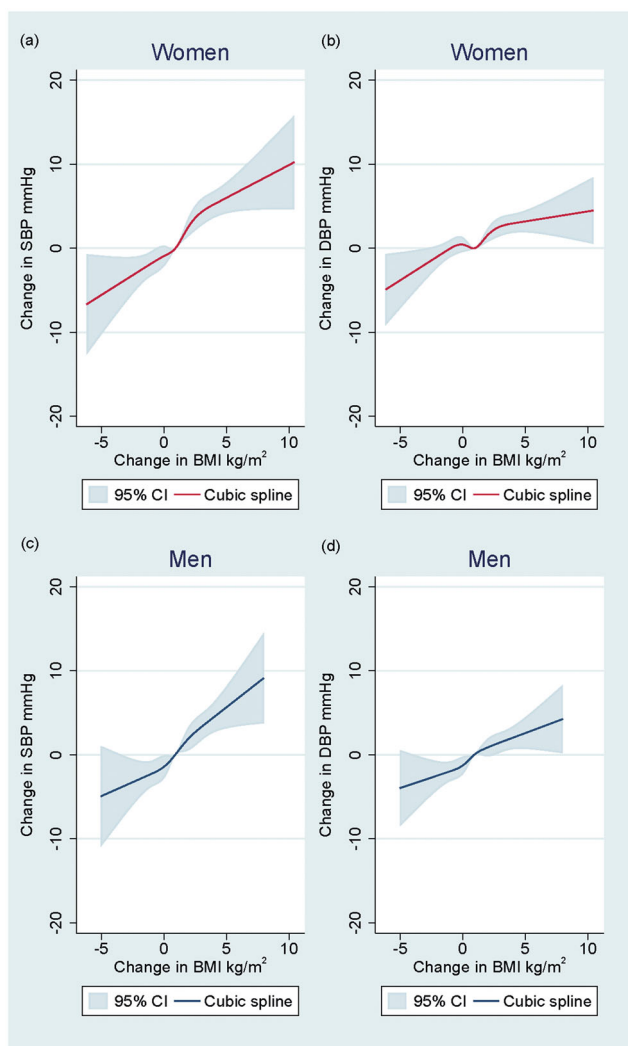 (a)
Women
Change in SBP mmHg
20
10
0
-10
-20
-5 0 5 10
Change in BMI kg/m²
95% CI Cubic spline
(b)
Women
Change in DBP mmHg
20
10
0
-10
-20
-5 0 5 10
Change in BMI kg/m²
95% CI Cubic spline
(c)
Men
Change in SBP mmHg
20
10
0
-10
-20
-5 0 5 10
Change in BMI kg/m²
95% CI Cubic spline
(d)
Men
Change in DBP mmHg
20
10
0
-10
-20
-5 0 5 10
Change in BMI kg/m²
95% CI Cubic spline